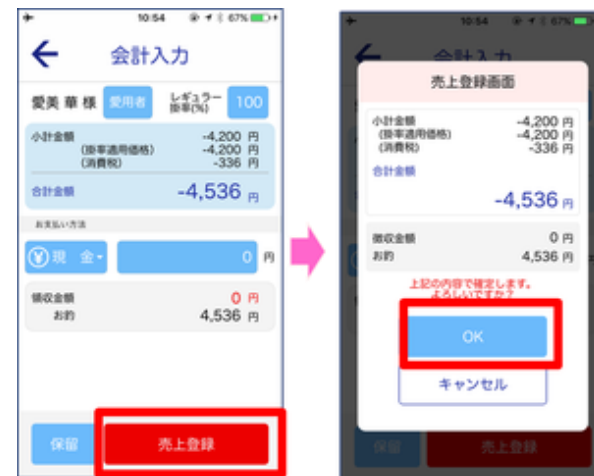 10:54 67%
会計入力
愛美 華 様 愛用者 レギュラー掛率(%) 100
小計金額 -4,200 円
(掛率適用価格) -4,200 円
(消費税) -336 円
合計金額 -4,536 円
お支払い方法
¥ 現 金 0 円
領収金額 0 円
お釣 4,536 円
保留 売上登録
10:54 67%
会計入力
売上登録画面
小計金額 -4,200 円
(掛率適用価格) -4,200 円
(消費税) -336 円
合計金額
-4,536 円
徴収金額 0 円
お釣 4,536 円
上記の内容で確定します。
よろしいですか?
OK
キャンセル
保留 売上登録